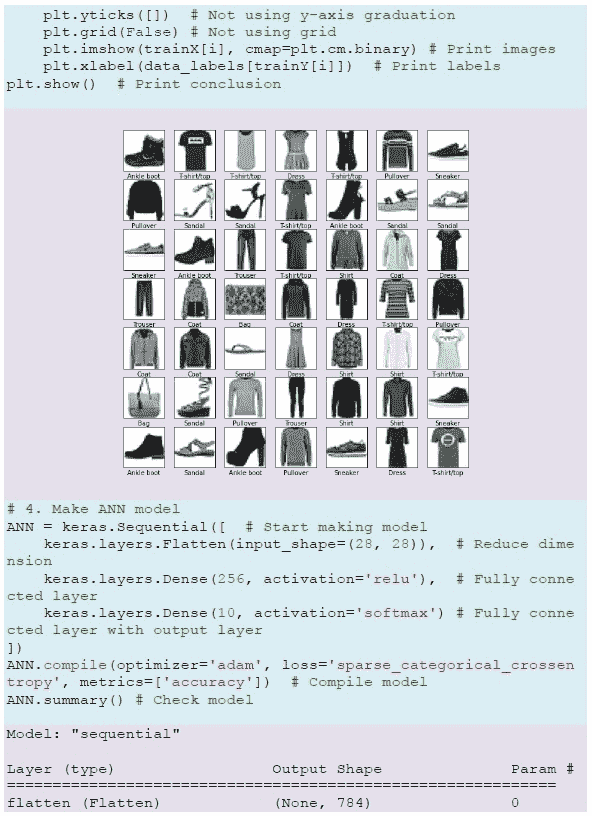 plt.yticks([])  # Not using y-axis graduation
    plt.grid(False) # Not using grid
    plt.imshow(trainX[i], cmap=plt.cm.binary) # Print images
    plt.xlabel(data_labels[trainY[i]])  # Print labels
plt.show()  # Print conclusion
Ankle boot T-shirt/top T-shirt/top Dress T-shirt/top Pullover Sneaker
Pullover Sandal Sandal T-shirt/top Ankle boot Sandal Sandal
Sneaker Ankle boot Trouser T-shirt/top Shirt Coat Dress
Trouser Coat Bag Coat Dress T-shirt/top Pullover
Coat Coat Sandal Dress Shirt Shirt T-shirt/top
Bag Sandal Pullover Trouser Shirt Shirt Sneaker
Ankle boot Sandal Ankle boot Pullover Sneaker Dress T-shirt/top
# 4. Make ANN model
ANN = keras.Sequential([  # Start making model
    keras.layers.Flatten(input_shape=(28, 28)),  # Reduce dime
nsion
    keras.layers.Dense(256, activation='relu'),  # Fully conne
cted layer
    keras.layers.Dense(10, activation='softmax') # Fully conne
cted layer with output layer
])
ANN.compile(optimizer='adam', loss='sparse_categorical_crossen
tropy', metrics=['accuracy'])  # Compile model
ANN.summary() # Check model
Model: "sequential"
Layer (type)                Output Shape              Param #
=================================================================
flatten (Flatten)           (None, 784)               0